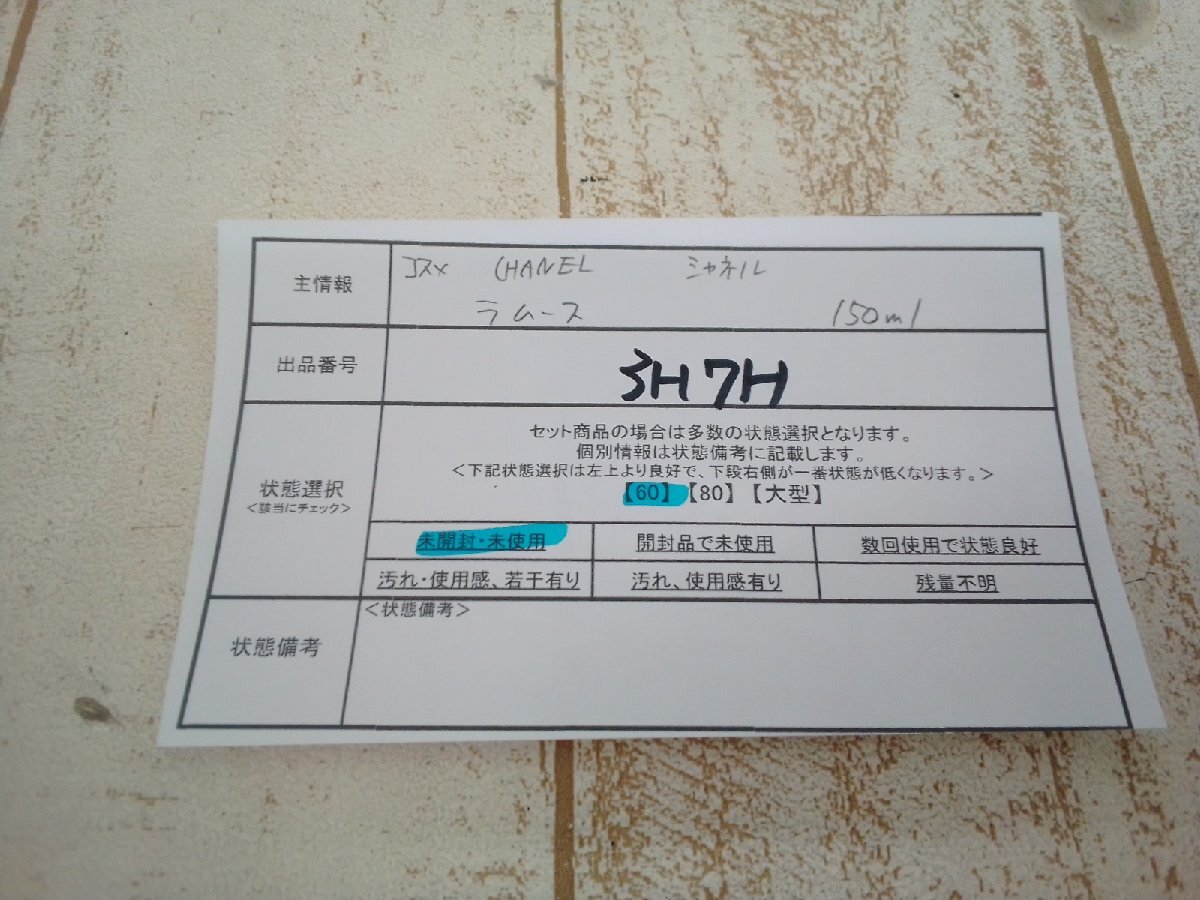 主情報
コスメ CHANEL シャネル
ラムース 150ml
出品番号
3H7H
状態選択
<該当にチェック>
セット商品の場合は多数の状態選択となります。
個別情報は状態備考に記載します。
<下記状態選択は左上より良好で、下段右側が一番状態が低くなります。>
【60】【80】【大型】
未開封・未使用 開封品で未使用 数回使用で状態良好
汚れ・使用感、若干有り 汚れ、使用感有り 残量不明
状態備考
<状態備考>